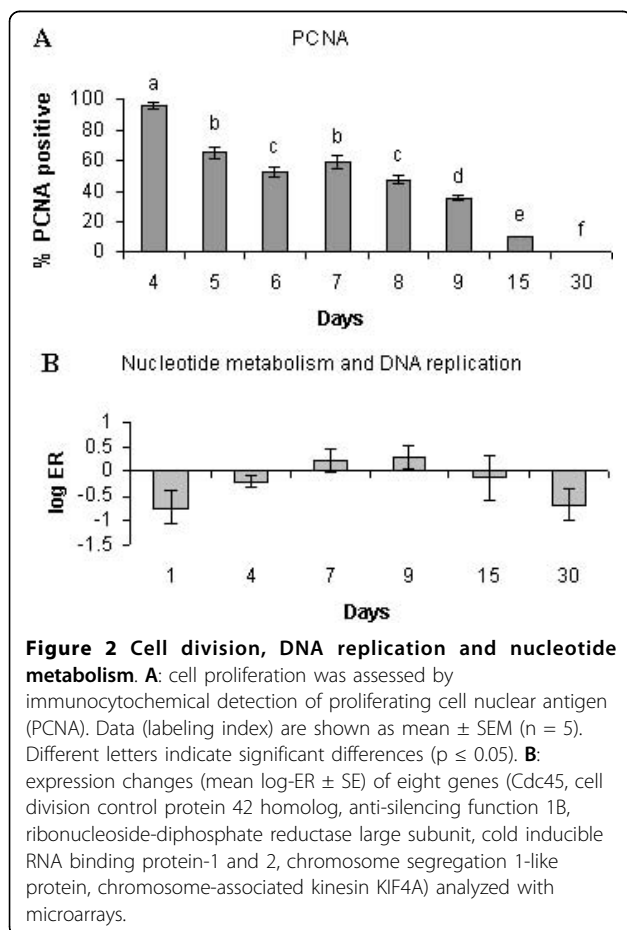 A
PCNA
a
b
c
b
c
d
e
f
100
80
60
40
20
0
% PCNA positive
4 5 6 7 8 9 15 30
Days
B
Nucleotide metabolism and DNA replication
1
0.5
0
-0.5
-1
-1.5
log ER
1 4 7 9 15 30
Days
Figure 2 Cell division, DNA replication and nucleotide
metabolism. A: cell proliferation was assessed by
immunocytochemical detection of proliferating cell nuclear antigen
(PCNA). Data (labeling index) are shown as mean ± SEM (n = 5).
Different letters indicate significant differences (p ≤ 0.05). B:
expression changes (mean log-ER ± SE) of eight genes (Cdc45, cell
division control protein 42 homolog, anti-silencing function 1B,
ribonucleoside-diphosphate reductase large subunit, cold inducible
RNA binding protein-1 and 2, chromosome segregation 1-like
protein, chromosome-associated kinesin KIF4A) analyzed with
microarrays.